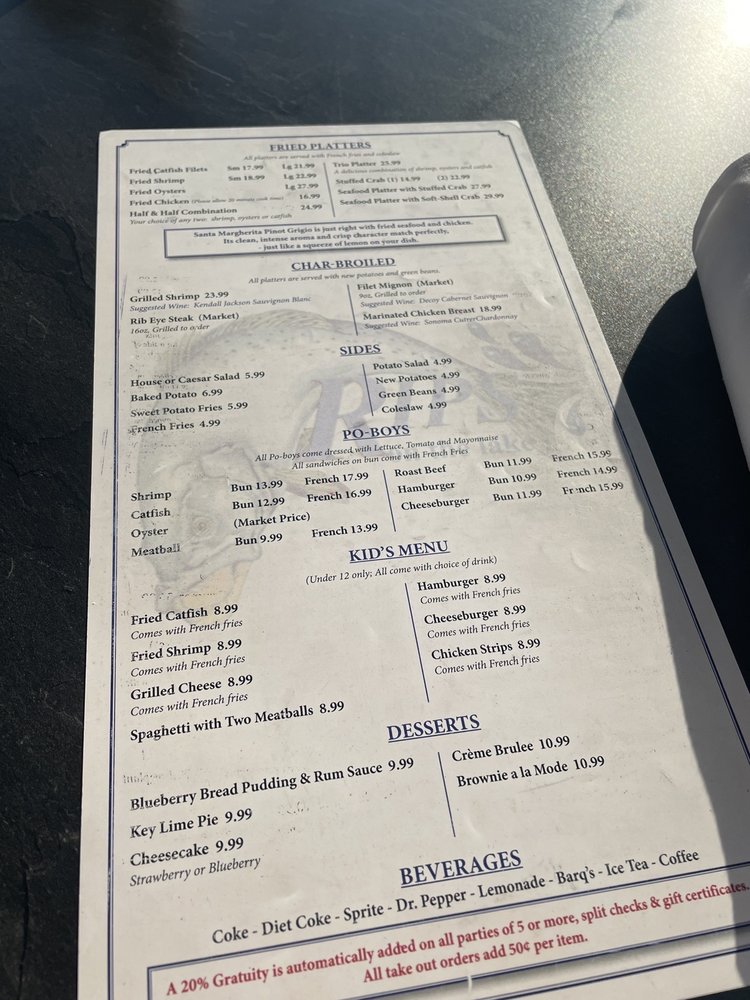 FRIED PLATTERS
All platters are served with French fries and coleslaw
Fried Catfish Filets Sm 17.99 Lg 21.99
Fried Shrimp Sm 18.99 Lg 22.99
Fried Oysters Lg 27.99
Fried Chicken (Please allow 20 minute cook time) 16.99
Half & Half Combination 24.99
Your choice of any two: shrimp, oysters or catfish
Trio Platter 25.99
A delicious combination of shrimp, oysters and catfish
Stuffed Crab (1) 14.99 (2) 22.99
Seafood Platter with Stuffed Crab 27.99
Seafood Platter with Soft-Shell Crab 29.99
Santa Margherita Pinot Grigio is just right with fried seafood and chicken.
Its clean, intense aroma and crisp character match perfectly,
- just like a squeeze of lemon on your dish.
CHAR-BROILED
All platters are served with new potatoes and green beans.
Grilled Shrimp 23.99
Suggested Wine: Kendall Jackson Sauvignon Blanc
Rib Eye Steak (Market)
16oz, Grilled to order
Filet Mignon (Market)
9oz, Grilled to order
Suggested Wine: Decoy Cabernet Sauvignon
Marinated Chicken Breast 18.99
Suggested Wine: Sonoma CutrerChardonnay
SIDES
House or Caesar Salad 5.99
Baked Potato 6.99
Sweet Potato Fries 5.99
French Fries 4.99
Potato Salad 4.99
New Potatoes 4.99
Green Beans 4.99
Coleslaw 4.99
PO-BOYS
All Po-boys come dressed with Lettuce, Tomato and Mayonnaise
All sandwiches on bun come with French Fries
Shrimp Bun 13.99 French 17.99
Catfish Bun 12.99 French 16.99
Oyster (Market Price)
Meatball Bun 9.99 French 13.99
Roast Beef Bun 11.99 French 15.99
Hamburger Bun 10.99 French 14.99
Cheeseburger Bun 11.99 French 15.99
KID'S MENU
(Under 12 only; All come with choice of drink)
Fried Catfish 8.99
Comes with French fries
Fried Shrimp 8.99
Comes with French fries
Grilled Cheese 8.99
Comes with French fries
Spaghetti with Two Meatballs 8.99
Hamburger 8.99
Comes with French fries
Cheeseburger 8.99
Comes with French fries
Chicken Strips 8.99
Comes with French fries
DESSERTS
Blueberry Bread Pudding & Rum Sauce 9.99
Key Lime Pie 9.99
Cheesecake 9.99
Strawberry or Blueberry
Crème Brulee 10.99
Brownie a la Mode 10.99
BEVERAGES
Coke - Diet Coke - Sprite - Dr. Pepper - Lemonade - Barq's - Ice Tea - Coffee
A 20% Gratuity is automatically added on all parties of 5 or more, split checks & gift certificates.
All take out orders add 50¢ per item.